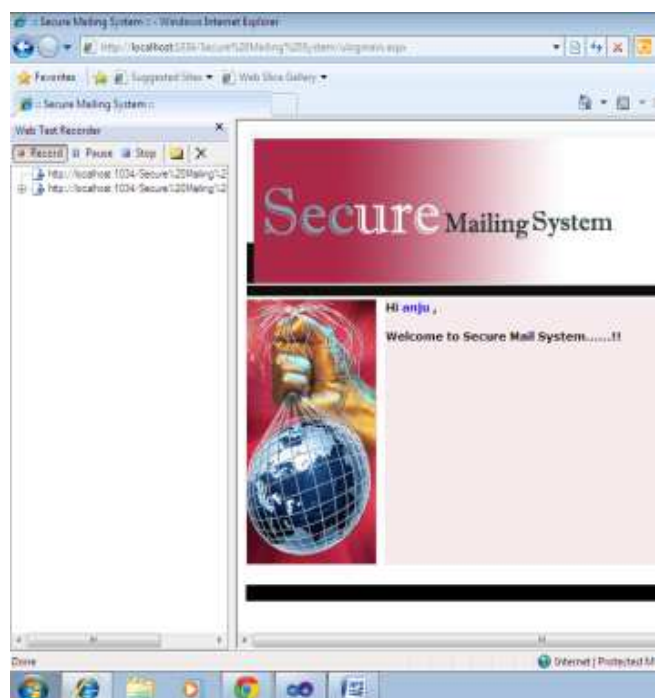 :: Secure Mailing System :: - Windows Internet Explorer
http://localhost:1034/Secure%20Mailing%20System/
Favorites Suggested Sites Web Slice Gallery
:: Secure Mailing System ::
Web Test Recorder
Record Pause Stop
http://localhost:1034/Secure%20Mailing%2
http://localhost:1034/Secure%20Mailing%2
Secure Mailing System
Hi anju ,
Welcome to Secure Mail System......!!
Done
Internet | Protected M